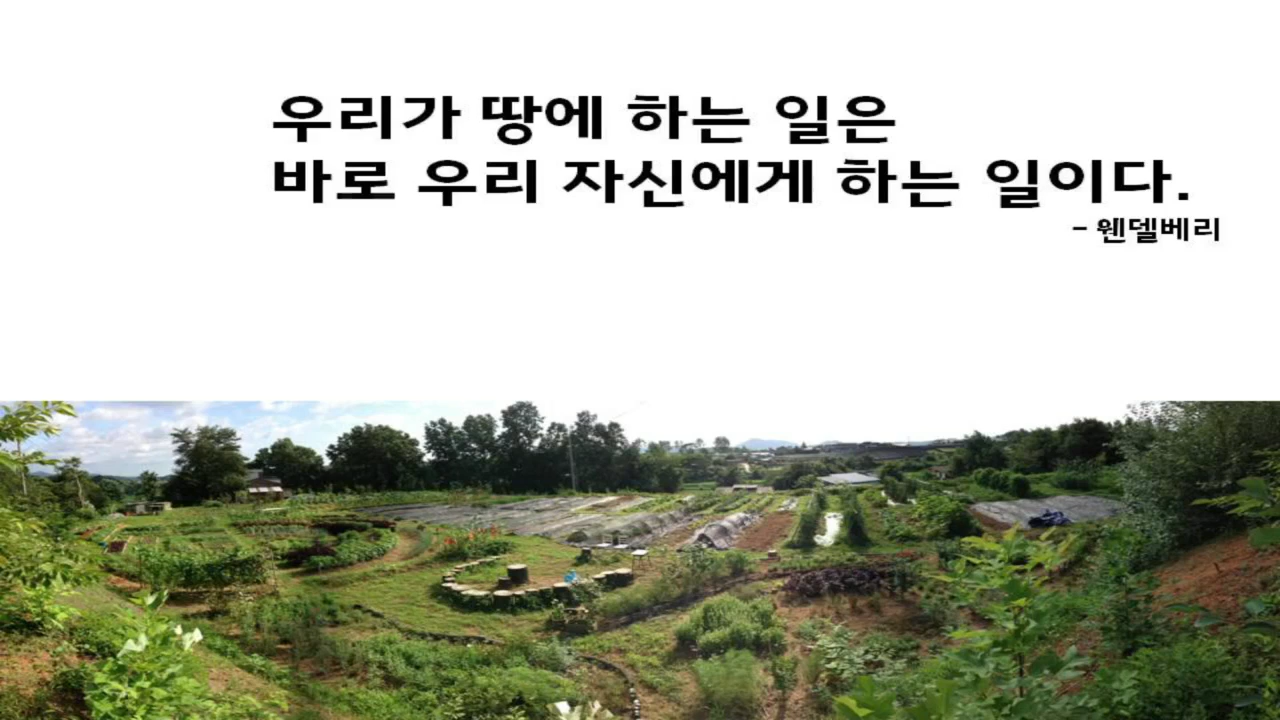 우리가 땅에 하는 일은
바로 우리 자신에게 하는 일이다.
- 웬델베리